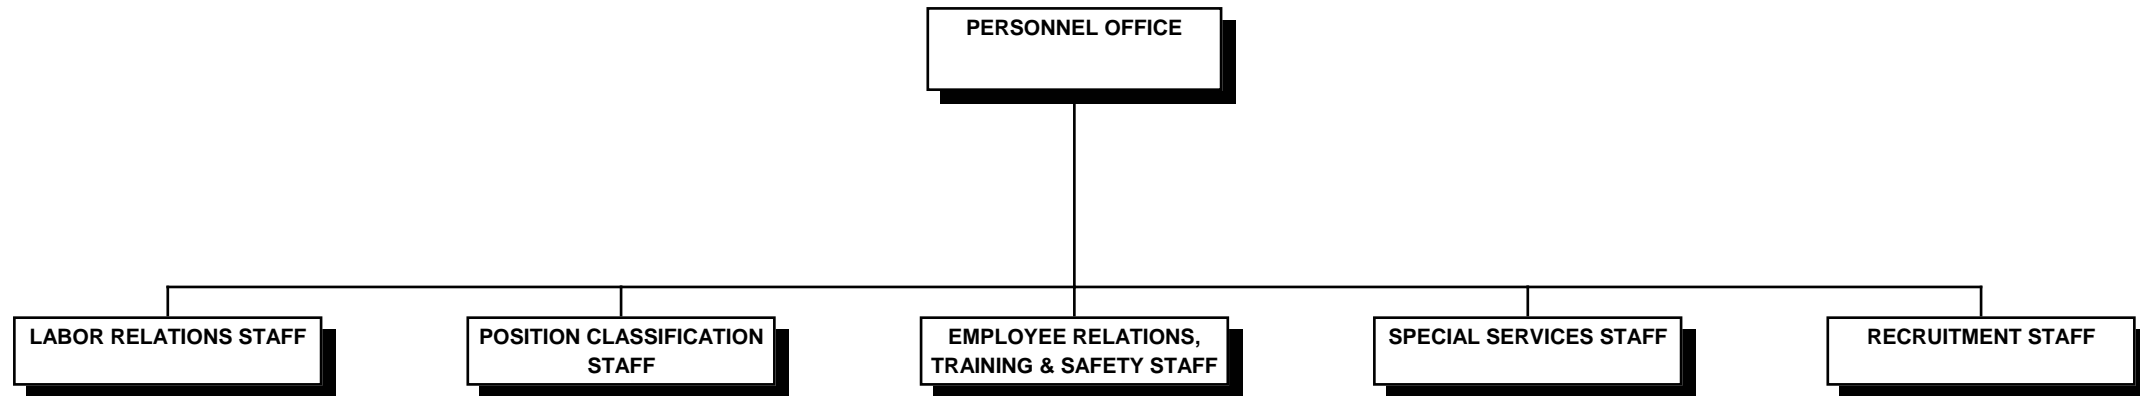 PERSONNEL OFFICE
LABOR RELATIONS STAFF
POSITION CLASSIFICATION
STAFF
EMPLOYEE RELATIONS,
TRAINING & SAFETY STAFF
SPECIAL SERVICES STAFF
RECRUITMENT STAFF